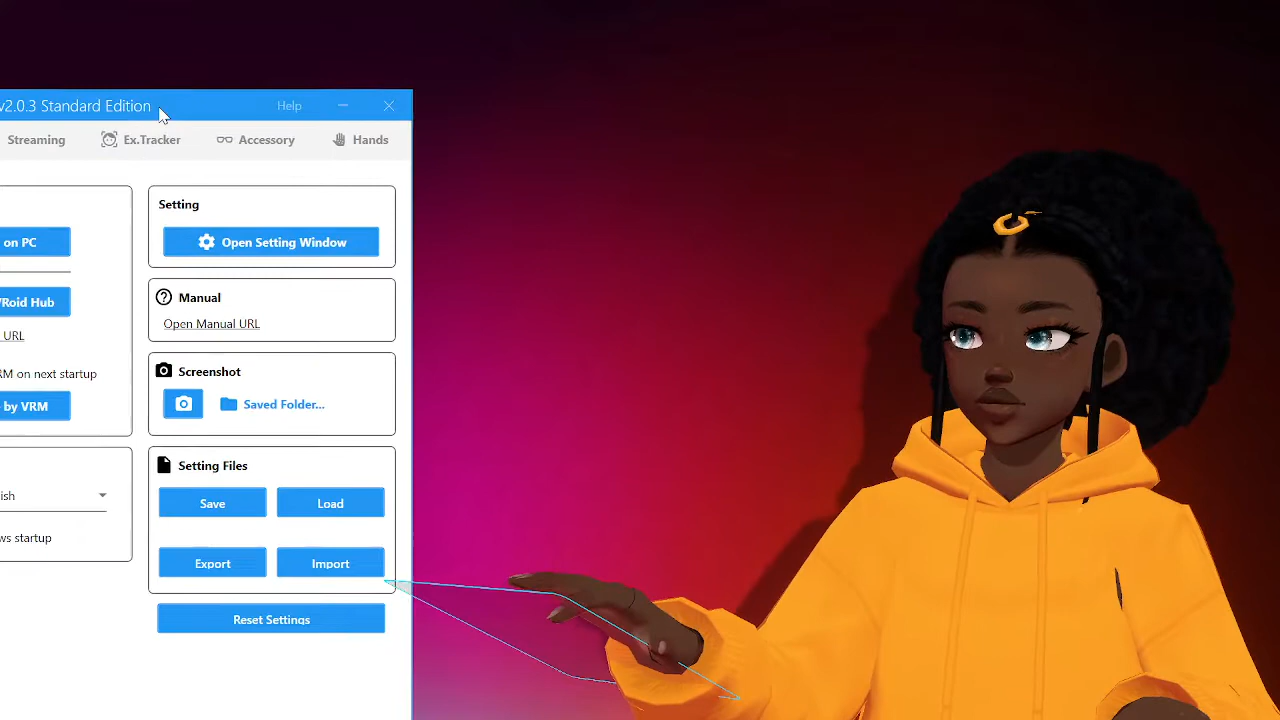 v2.0.3 Standard Edition
Help
Streaming
Ex.Tracker
Accessory
Hands
on PC
VRoid Hub
URL
RM on next startup
by VRM
ish
ws startup
Setting
Open Setting Window
Manual
Open Manual URL
Screenshot
Saved Folder...
Setting Files
Save
Load
Export
Import
Reset Settings